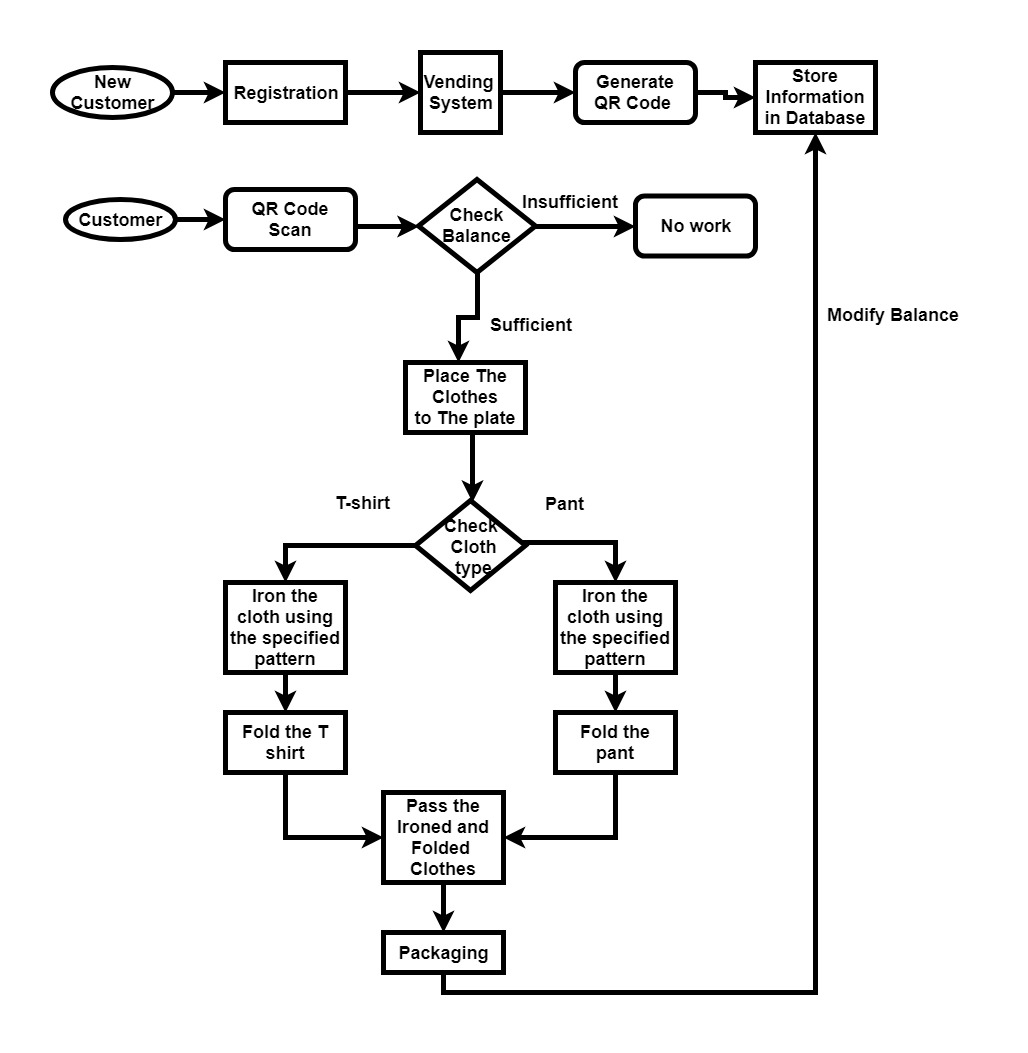 New
Customer
Registration
Vending
System
Generate
QR Code
Store
Information
in Database
Customer
QR Code
Scan
Check
Balance
Insufficient
No work
Sufficient
Modify Balance
Place The
Clothes
to The plate
T-shirt
Pant
Check
Cloth
type
Iron the
cloth using
the specified
pattern
Iron the
cloth using
the specified
pattern
Fold the T
shirt
Fold the
pant
Pass the
Ironed and
Folded
Clothes
Packaging